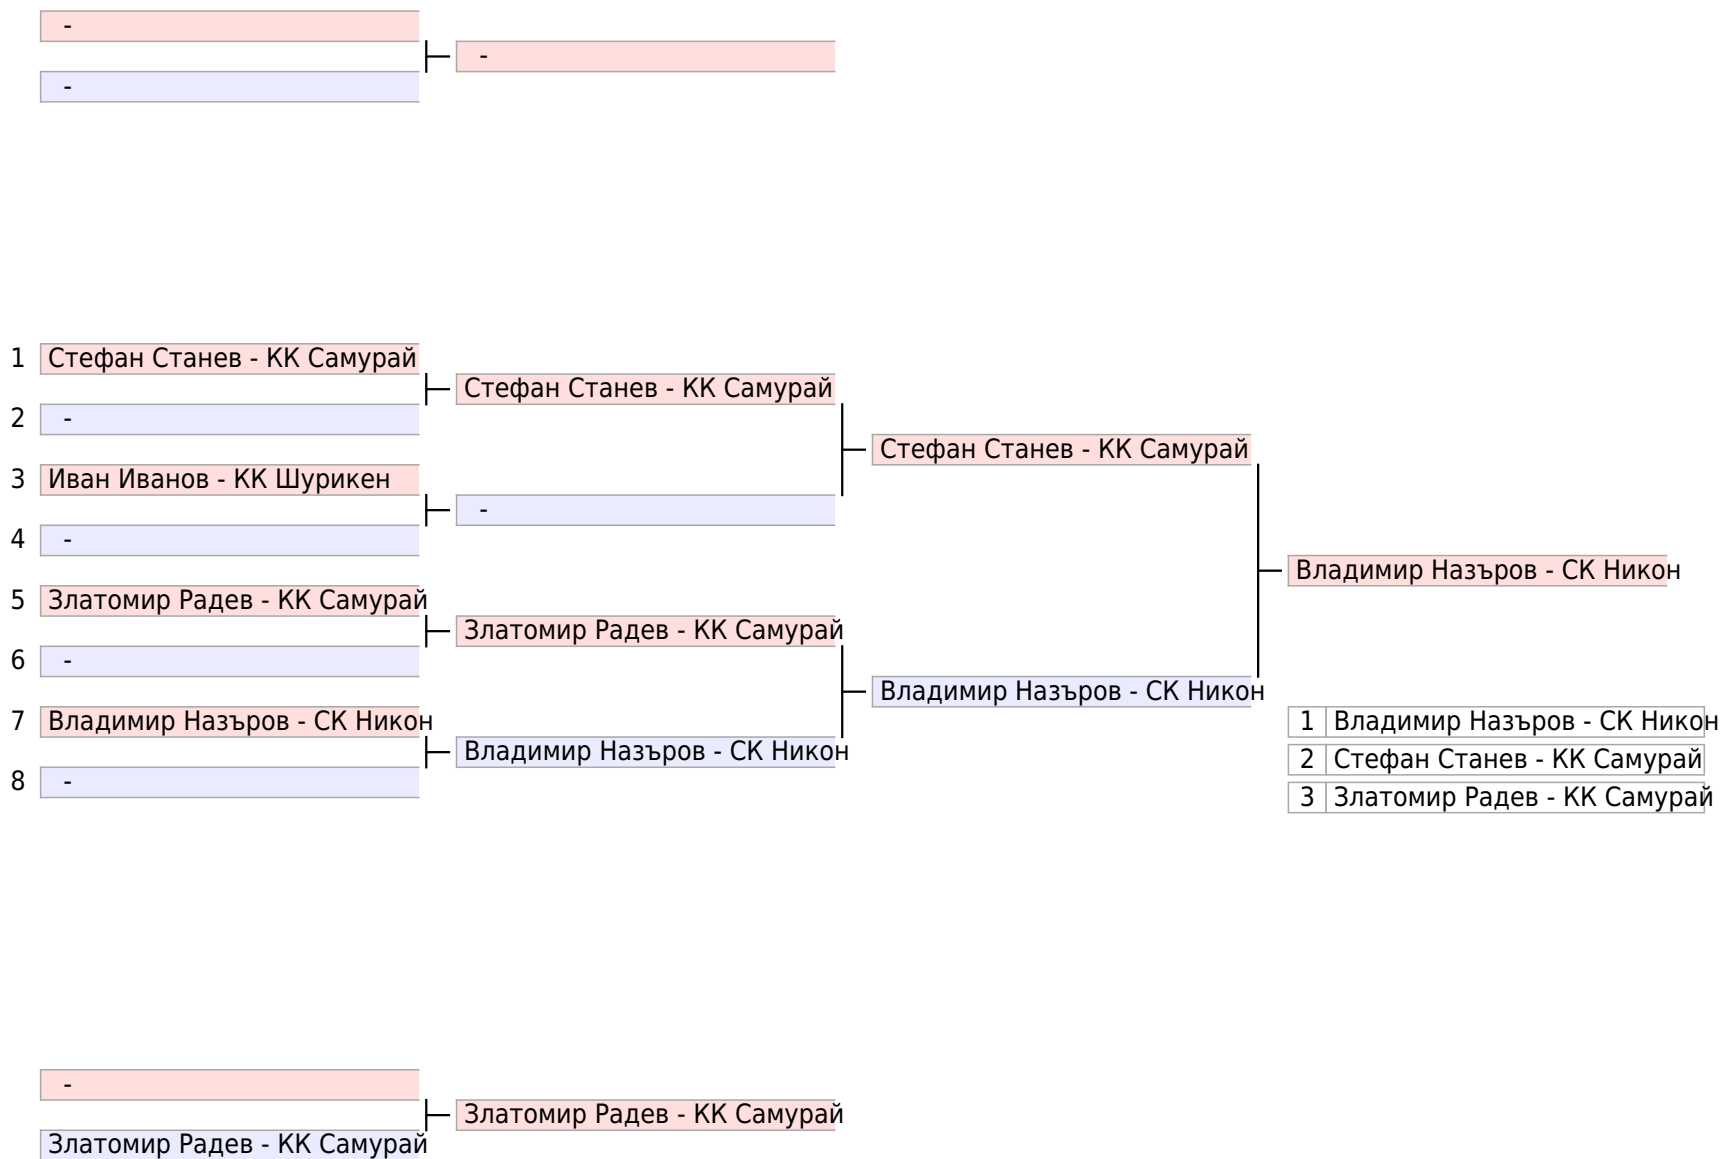 -
-
-
1 Стефан Станев - КК Самурай
Стефан Станев - КК Самурай
2 -
Стефан Станев - КК Самурай
3 Иван Иванов - КК Шурикен
-
4 -
Владимир Назъров - СК Никон
5 Златомир Радев - КК Самурай
Златомир Радев - КК Самурай
6 -
Владимир Назъров - СК Никон
7 Владимир Назъров - СК Никон
1 Владимир Назъров - СК Никон
Владимир Назъров - СК Никон
2 Стефан Станев - КК Самурай
8 -
3 Златомир Радев - КК Самурай
-
Златомир Радев - КК Самурай
Златомир Радев - КК Самурай